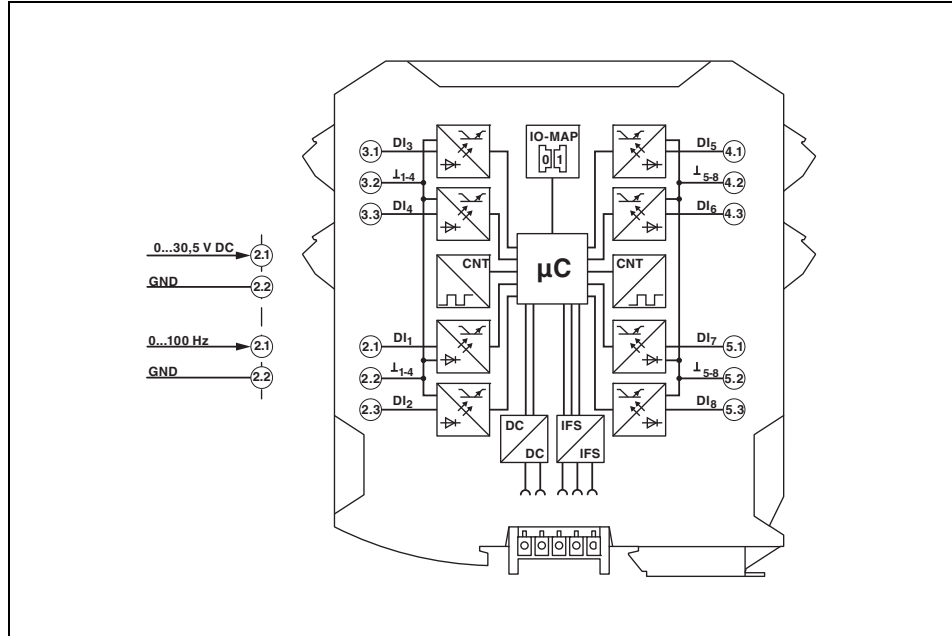 IO-MAP
0 1
3.1 DI3
DI5 4.1
3.2 ⊥1-4
⊥5-8 4.2
3.3 DI4
DI6 4.3
0...30,5 V DC 2.1
GND 2.2
CNT
µC
CNT
0...100 Hz 2.1
GND 2.2
2.1 DI1
DI7 5.1
2.2 ⊥1-4
⊥5-8 5.2
2.3 DI2
DI8 5.3
DC
DC
IFS
IFS